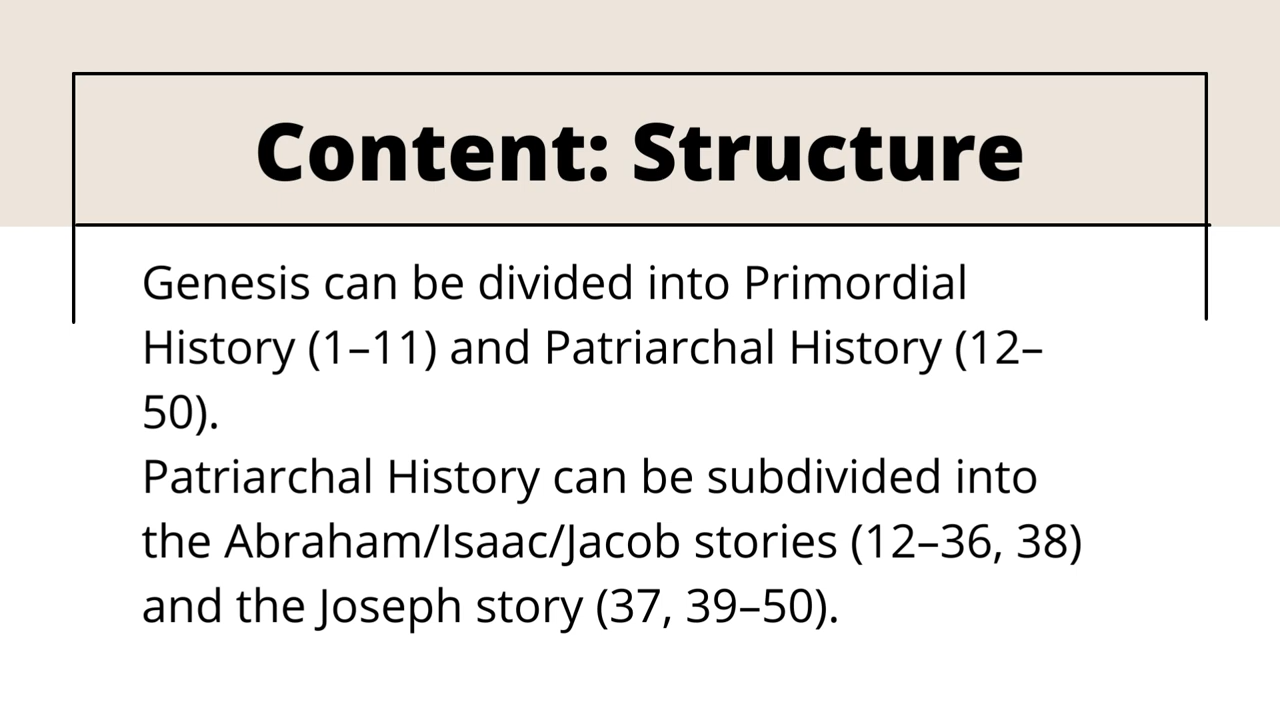 Content: Structure
Genesis can be divided into Primordial
History (1–11) and Patriarchal History (12–
50).
Patriarchal History can be subdivided into
the Abraham/Isaac/Jacob stories (12–36, 38)
and the Joseph story (37, 39–50).